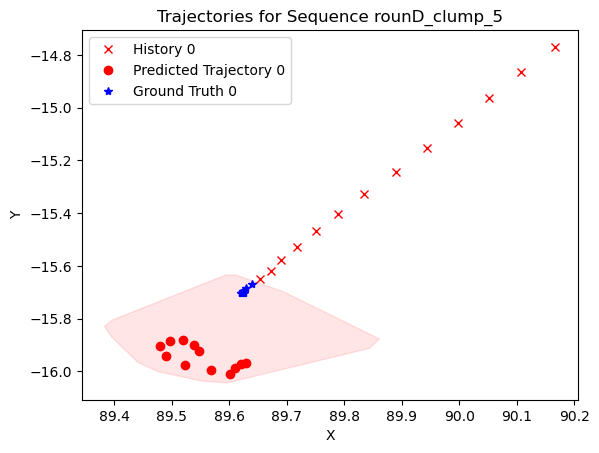 Trajectories for Sequence rounD_clump_5
History 0
Predicted Trajectory 0
Ground Truth 0
−14.8
−15.0
−15.2
−15.4
−15.6
−15.8
−16.0
Y
89.4 89.5 89.6 89.7 89.8 89.9 90.0 90.1 90.2
X